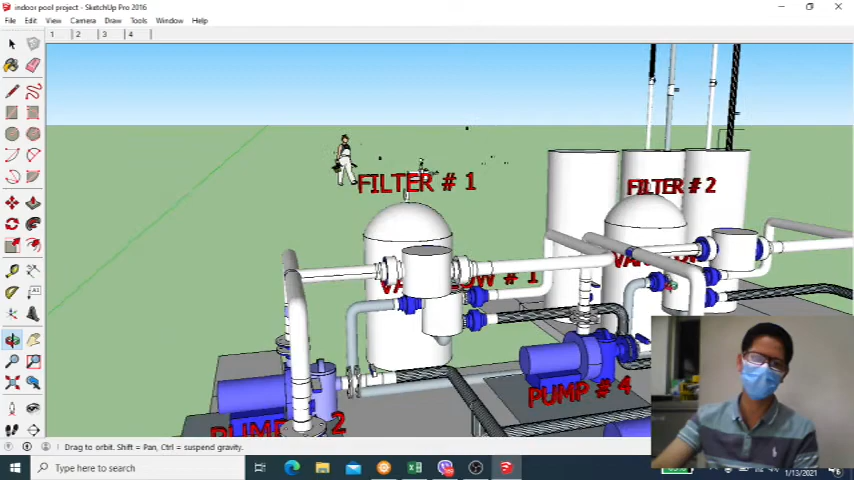 indoor pool project - SketchUp Pro 2016
File Edit View Camera Draw Tools Window Help
1 2 3 4
FILTER # 1
FILTER # 2
# 1
PUMP # 4
PUMP # 2
Drag to orbit. Shift = Pan, Ctrl = suspend gravity.
Type here to search
1/13/2021